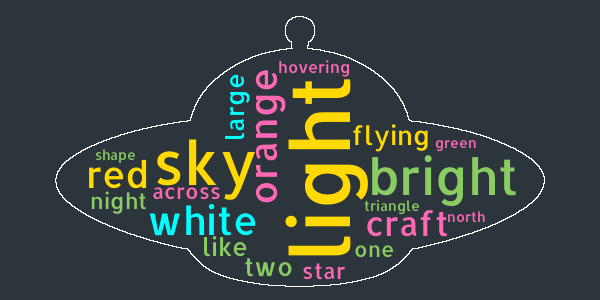 hovering
large
orange
light
flying
green
shape
sky
red
bright
across
night
triangle
white
craft
north
like
one
two
star